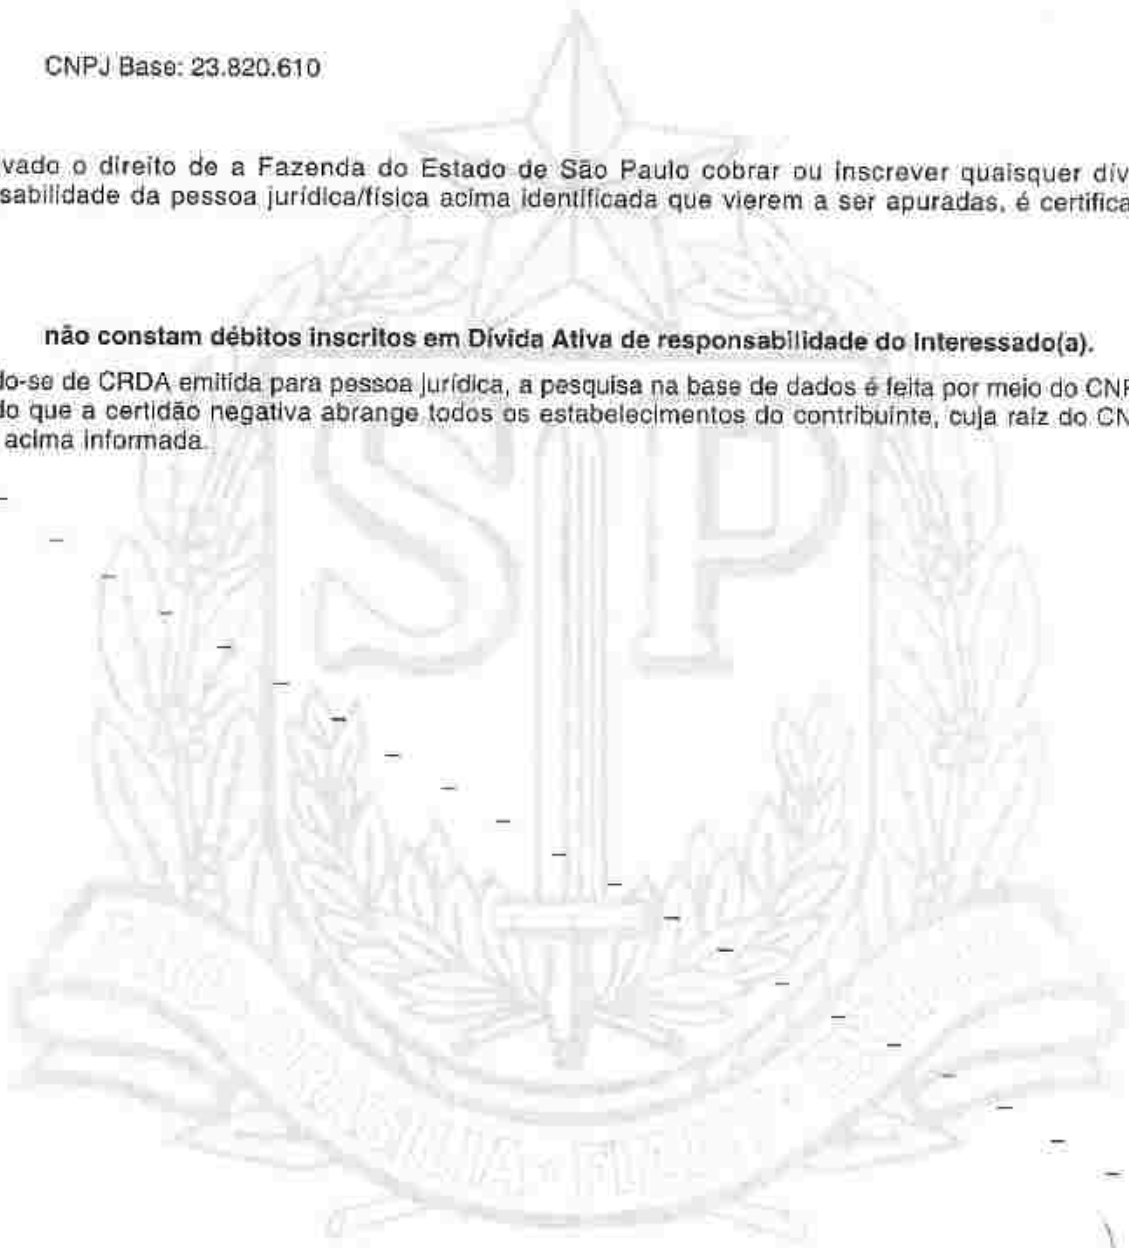 CNPJ Base: 23.820.610
vado o direito de a Fazenda do Estado de São Paulo cobrar ou inscrever quaisquer dív
sabilidade da pessoa jurídica/física acima identificada que vierem a ser apuradas, é certifica
não constam débitos inscritos em Dívida Ativa de responsabilidade do Interessado(a).
do-se de CRDA emitida para pessoa jurídica, a pesquisa na base de dados é feita por meio do CNP
do que a certidão negativa abrange todos os estabelecimentos do contribuinte, cuja raiz do CN
acima informada.
SP
BRASILIA